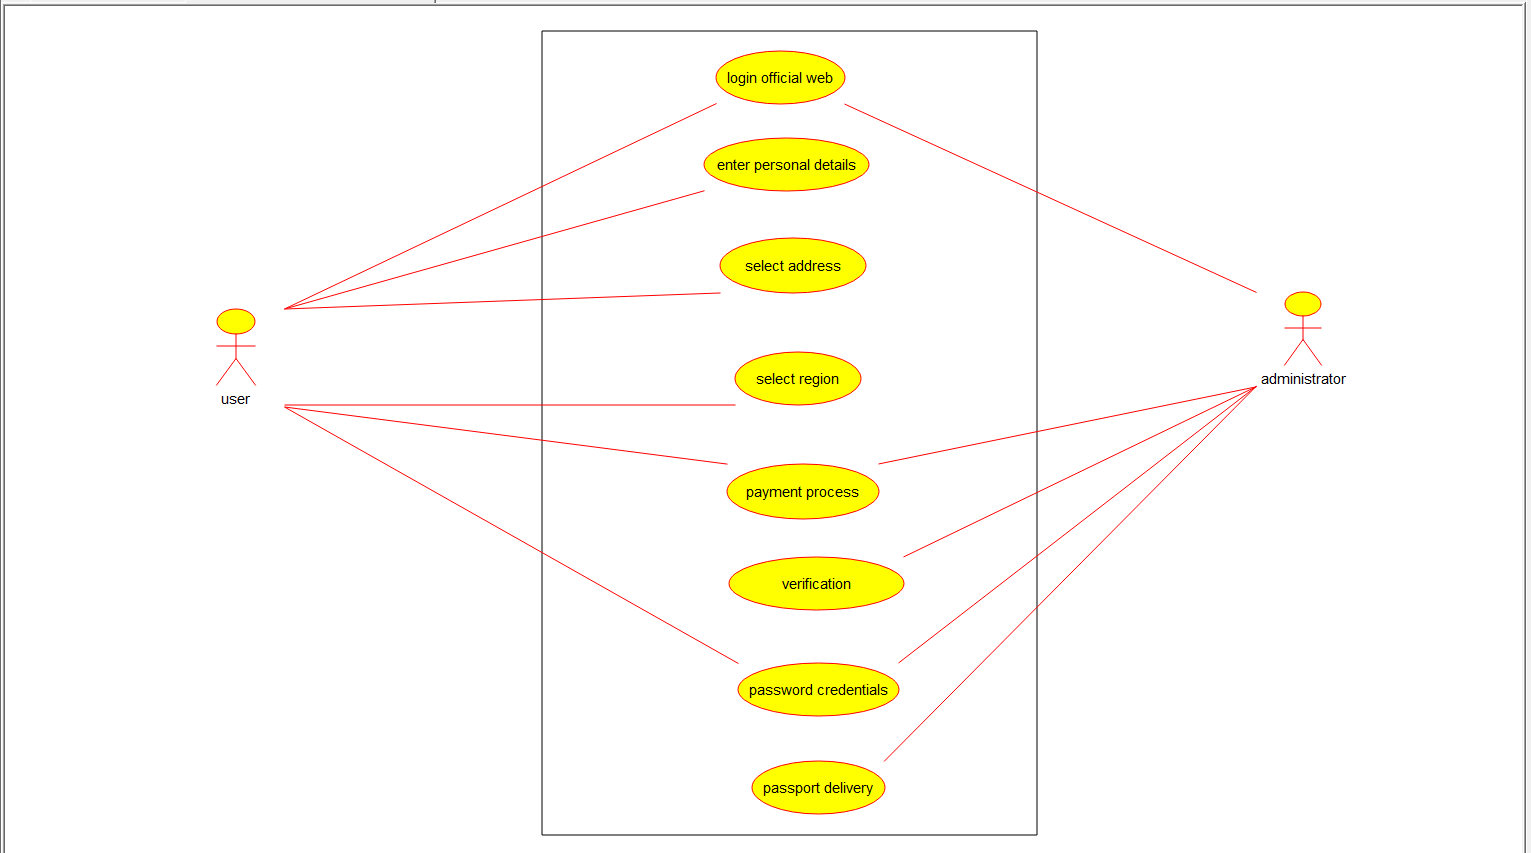 login official web
enter personal details
select address
select region
user
administrator
payment process
verification
password credentials
passport delivery